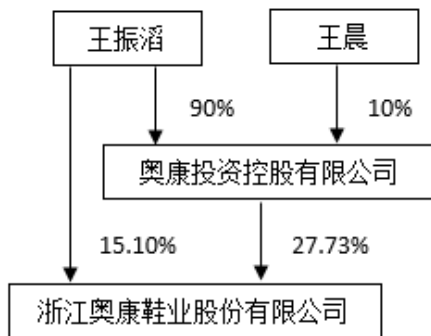 王振滔 王晨
90% 10%
奥康投资控股有限公司
15.10% 27.73%
浙江奥康鞋业股份有限公司